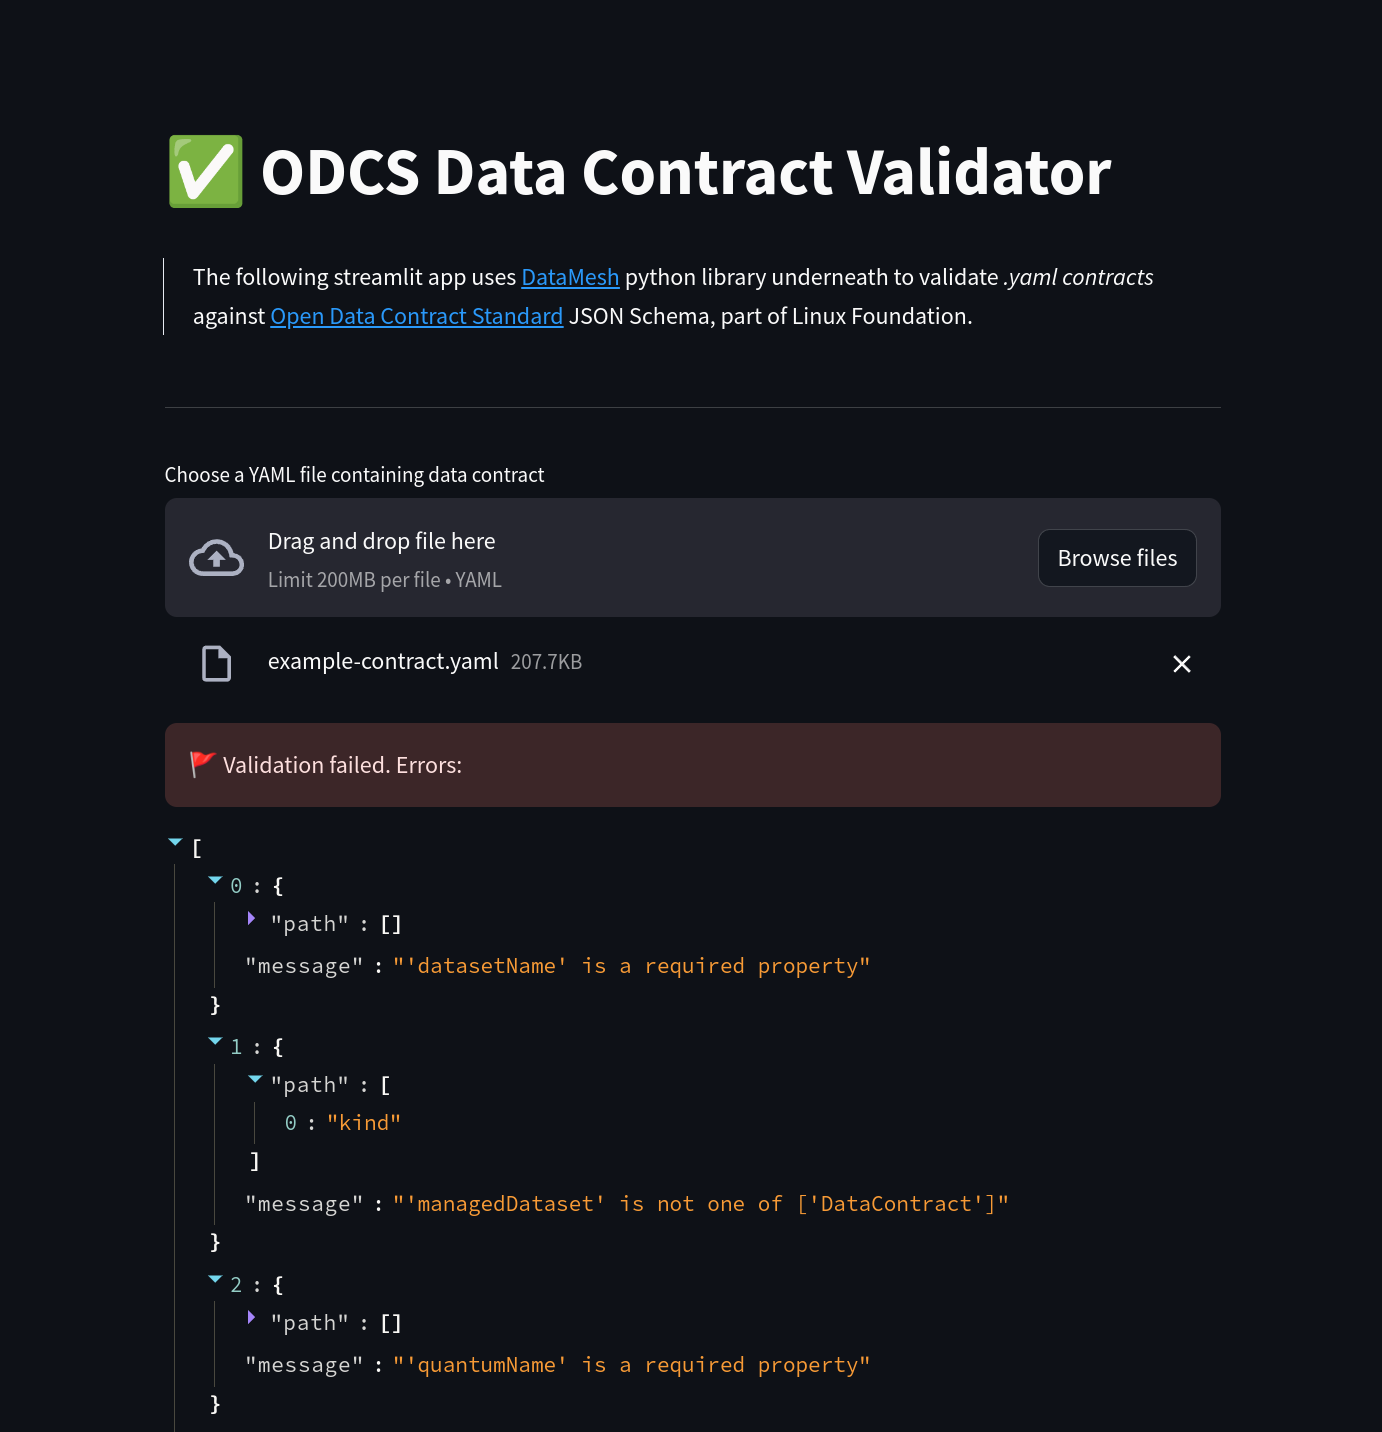 ✅ ODCS Data Contract Validator
The following streamlit app uses DataMesh python library underneath to validate .yaml contracts
against Open Data Contract Standard JSON Schema, part of Linux Foundation.
Choose a YAML file containing data contract
Drag and drop file here
Limit 200MB per file • YAML
Browse files
example-contract.yaml 207.7KB
🚩 Validation failed. Errors:
[
0 : {
"path" : []
"message" : "'datasetName' is a required property"
}
1 : {
"path" : [
0 : "kind"
]
"message" : "'managedDataset' is not one of ['DataContract']"
}
2 : {
"path" : []
"message" : "'quantumName' is a required property"
}